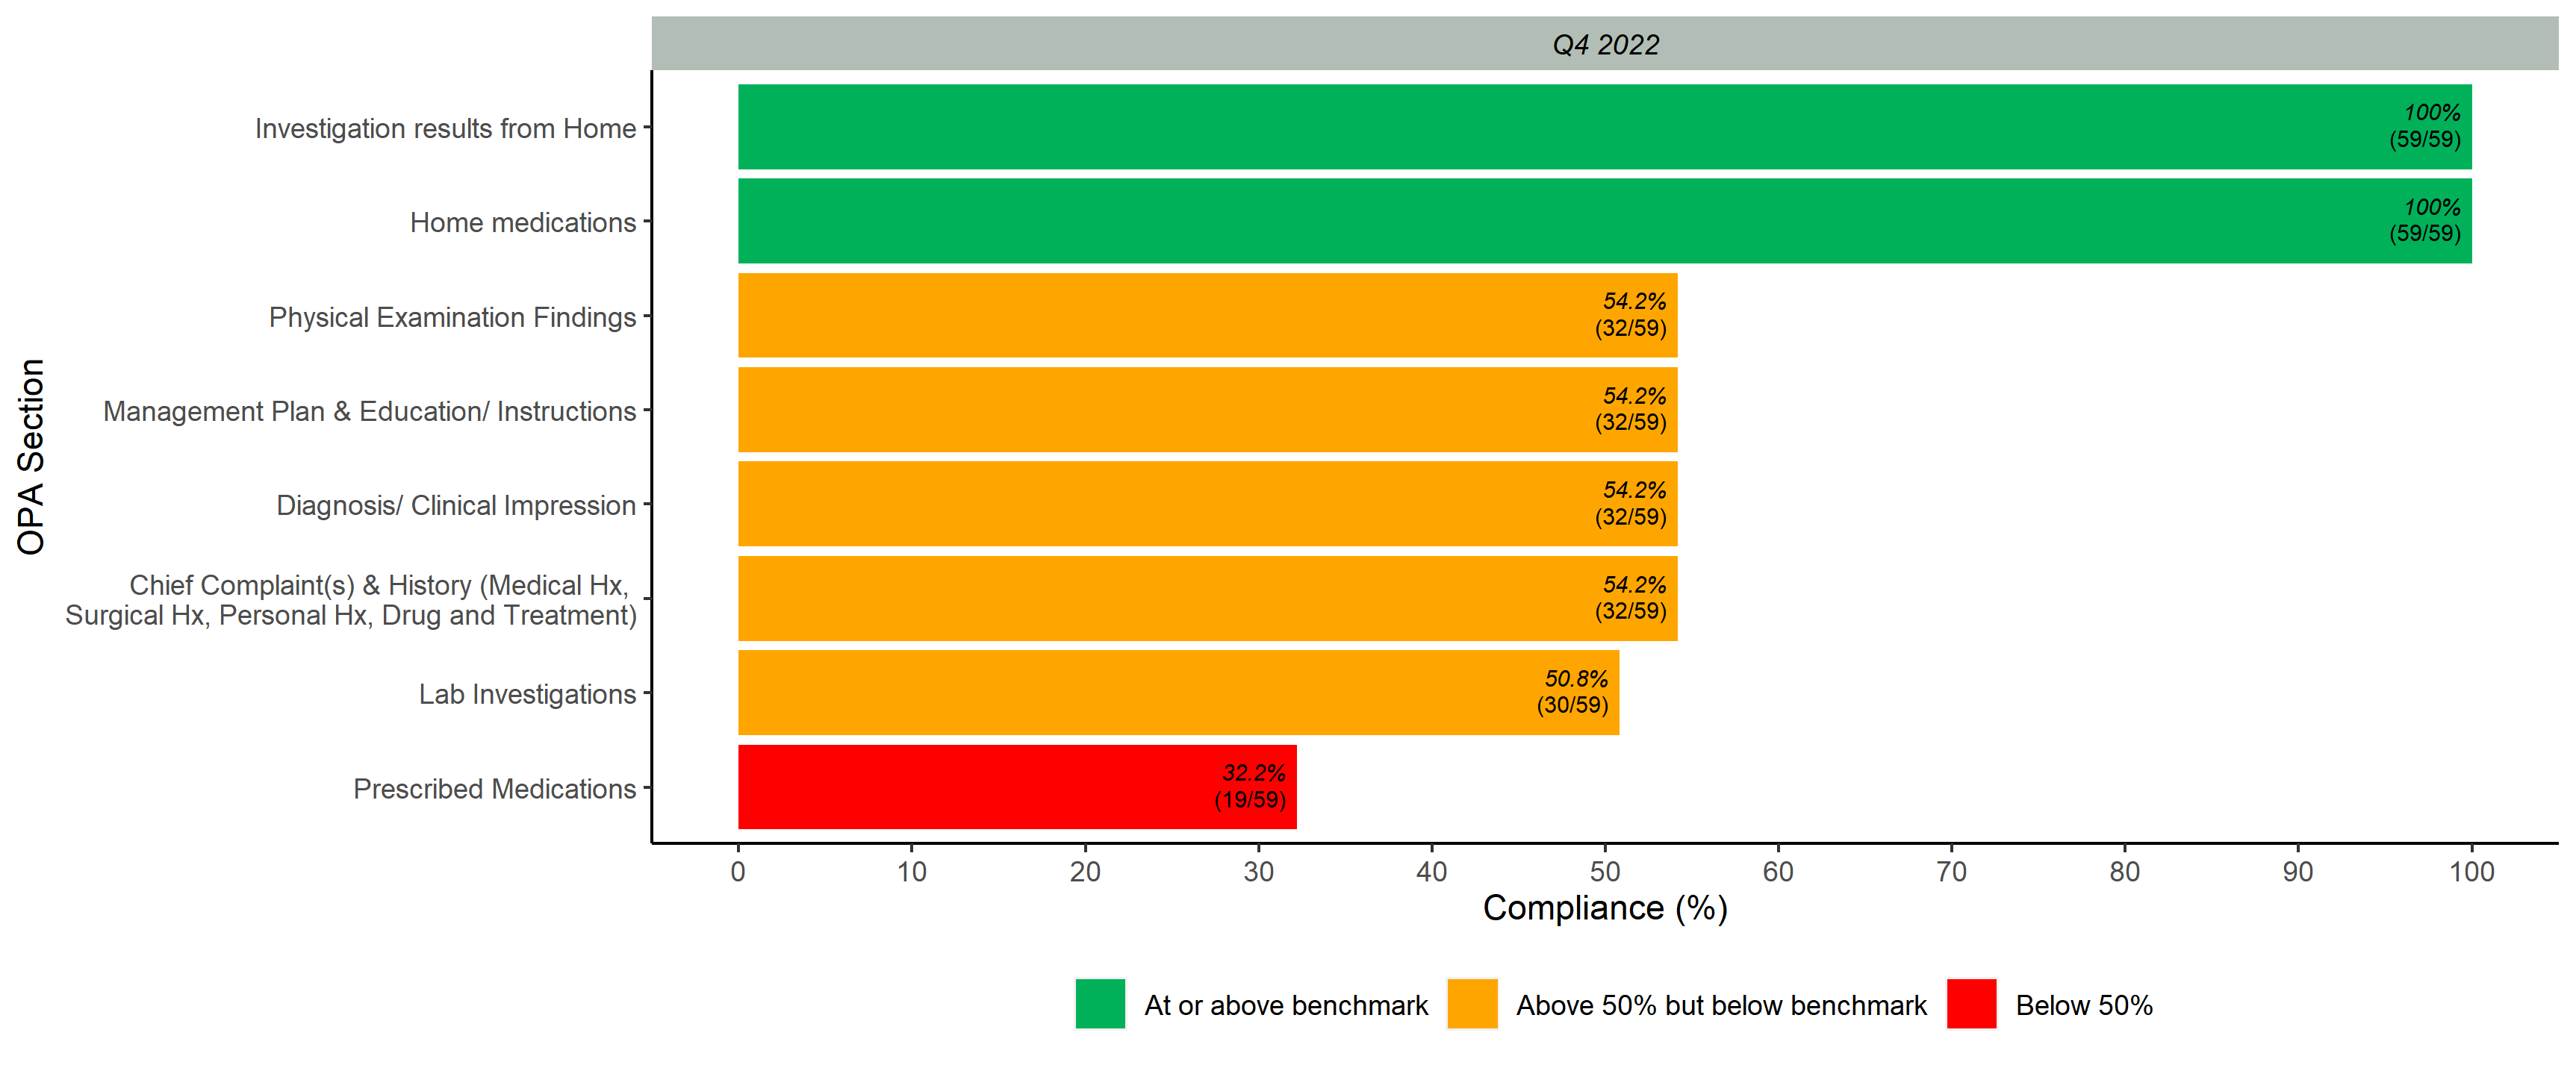 Q4 2022
Investigation results from Home
100%
(59/59)
Home medications
100%
(59/59)
Physical Examination Findings
54.2%
(32/59)
Management Plan & Education/ Instructions
54.2%
(32/59)
Diagnosis/ Clinical Impression
54.2%
(32/59)
Chief Complaint(s) & History (Medical Hx,
Surgical Hx, Personal Hx, Drug and Treatment)
54.2%
(32/59)
Lab Investigations
50.8%
(30/59)
Prescribed Medications
32.2%
(19/59)
OPA Section
0 10 20 30 40 50 60 70 80 90 100
Compliance (%)
At or above benchmark Above 50% but below benchmark Below 50%